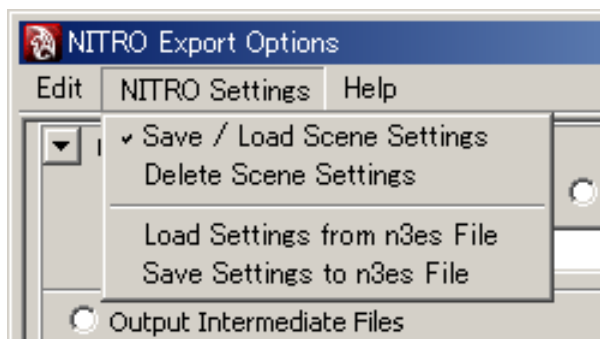 NITRO Export Options
Edit NITRO Settings Help
✓ Save / Load Scene Settings
Delete Scene Settings
Load Settings from n3es File
Save Settings to n3es File
Output Intermediate Files